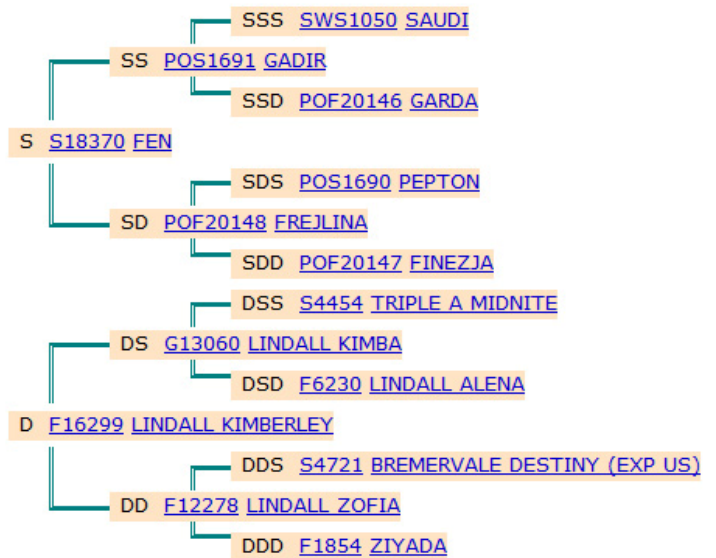 SSS SWS1050 SAUDI
SS POS1691 GADIR
SSD POF20146 GARDA
S S18370 FEN
SDS POS1690 PEPTON
SD POF20148 FREJLINA
SDD POF20147 FINEZJA
DSS S4454 TRIPLE A MIDNITE
DS G13060 LINDALL KIMBA
DSD F6230 LINDALL ALENA
D F16299 LINDALL KIMBERLEY
DDS S4721 BREMERVALE DESTINY (EXP US)
DD F12278 LINDALL ZOFIA
DDD F1854 ZIYADA